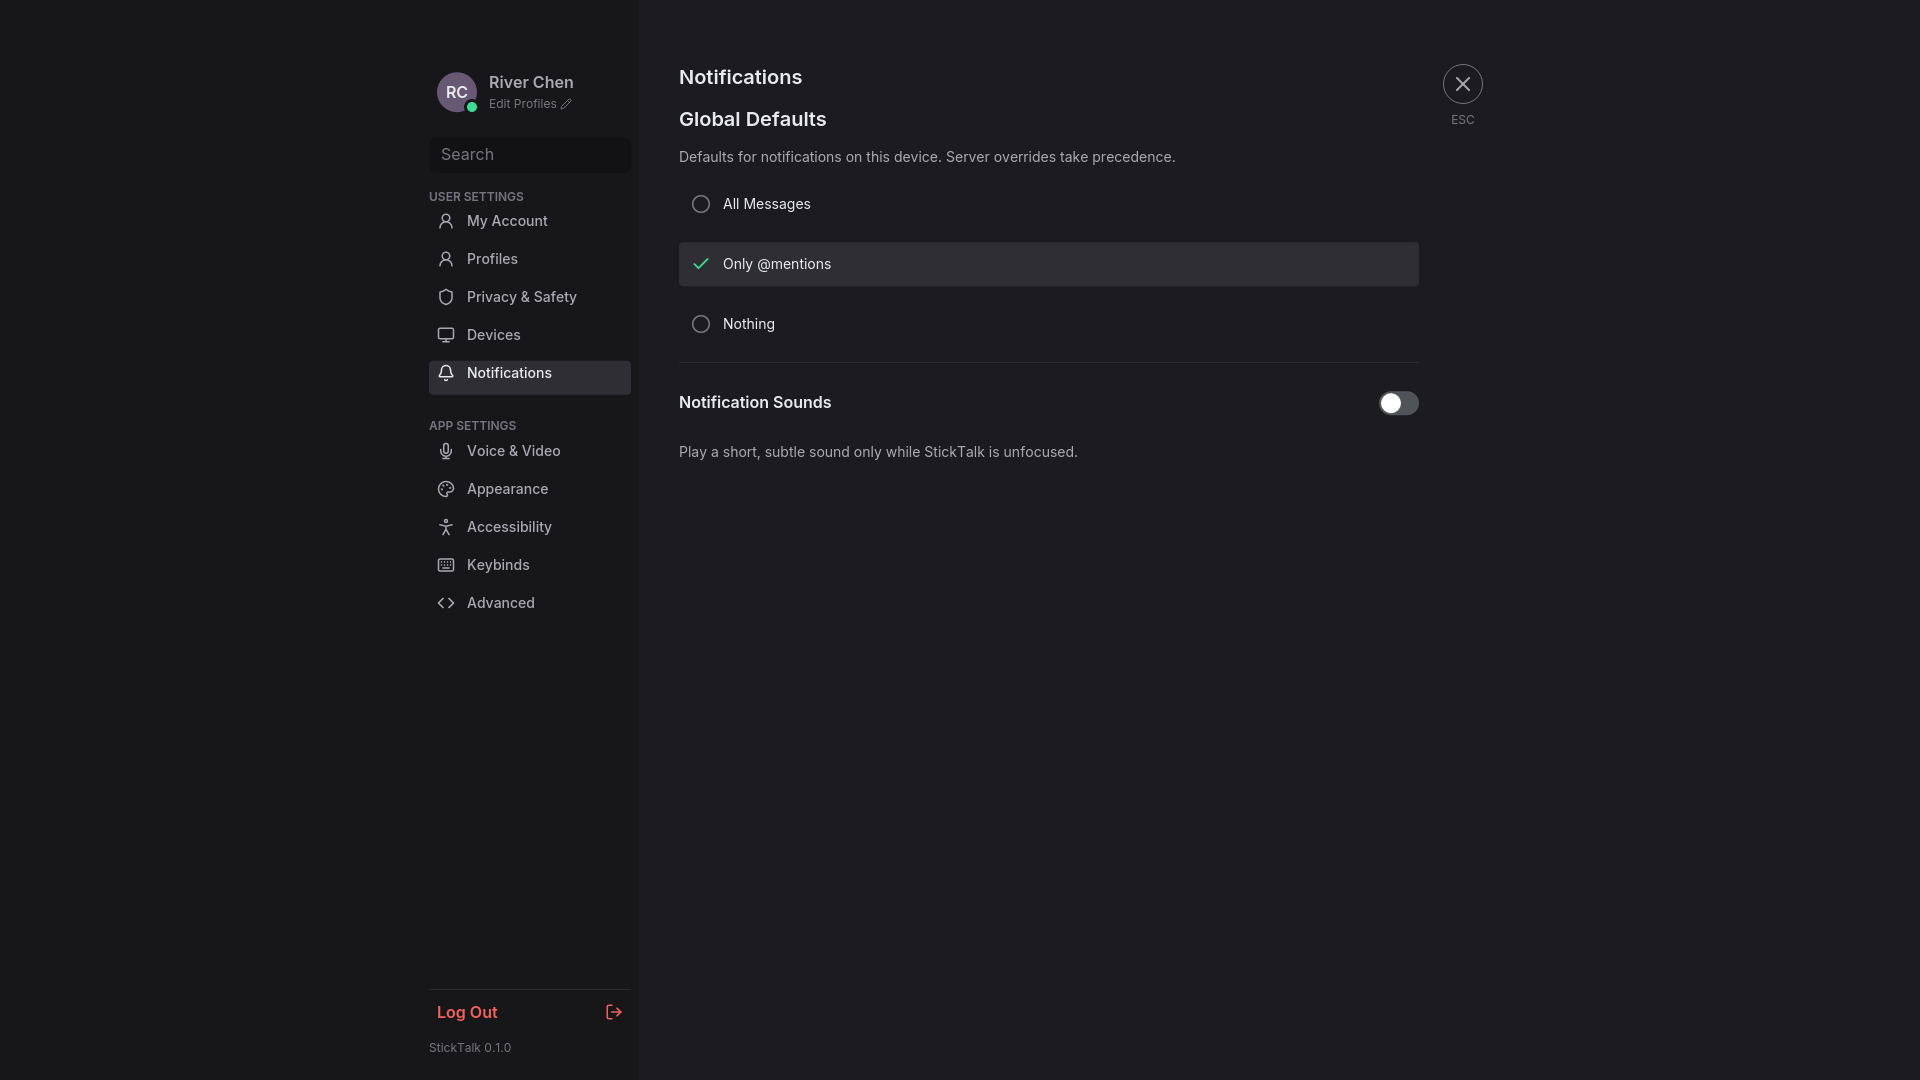 RC
River Chen
Edit Profiles
Search
USER SETTINGS
My Account
Profiles
Privacy & Safety
Devices
Notifications
APP SETTINGS
Voice & Video
Appearance
Accessibility
Keybinds
Advanced
Log Out
StickTalk 0.1.0
Notifications
Global Defaults
Defaults for notifications on this device. Server overrides take precedence.
All Messages
Only @mentions
Nothing
Notification Sounds
Play a short, subtle sound only while StickTalk is unfocused.
ESC